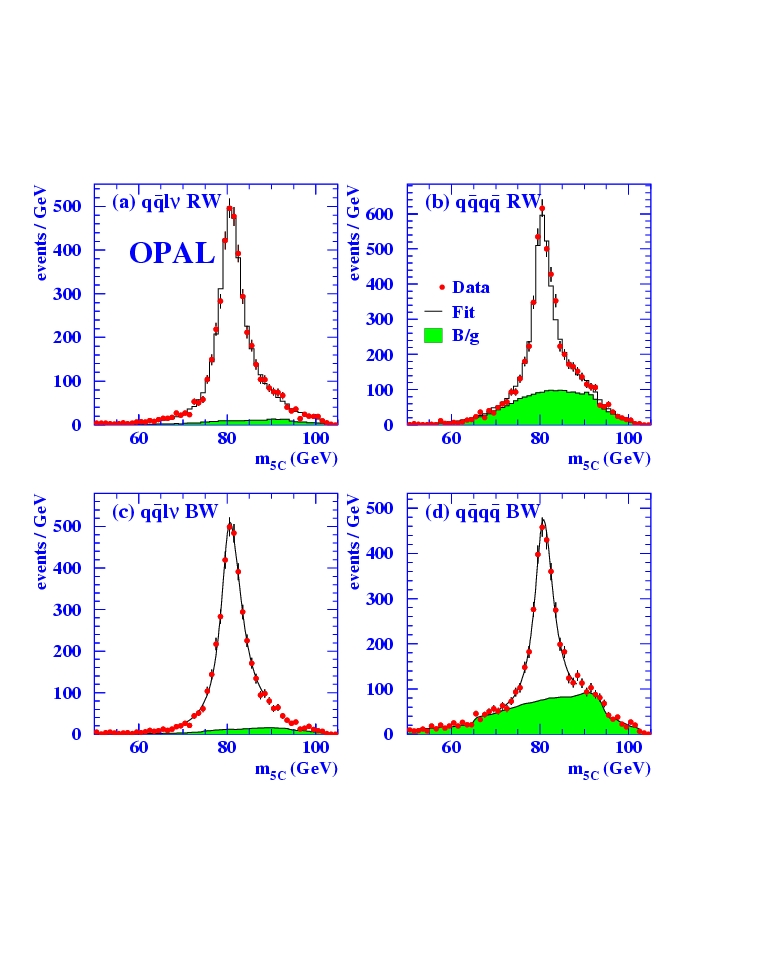 (a) qq̄lν RW
OPAL
events / GeV
500
400
300
200
100
0
60 80 100
m5C (GeV)
(b) qq̄qq̄ RW
Data
Fit
B/g
events / GeV
600
500
400
300
200
100
0
60 80 100
m5C (GeV)
(c) qq̄lν BW
events / GeV
500
400
300
200
100
0
60 80 100
m5C (GeV)
(d) qq̄qq̄ BW
events / GeV
500
400
300
200
100
0
60 80 100
m5C (GeV)